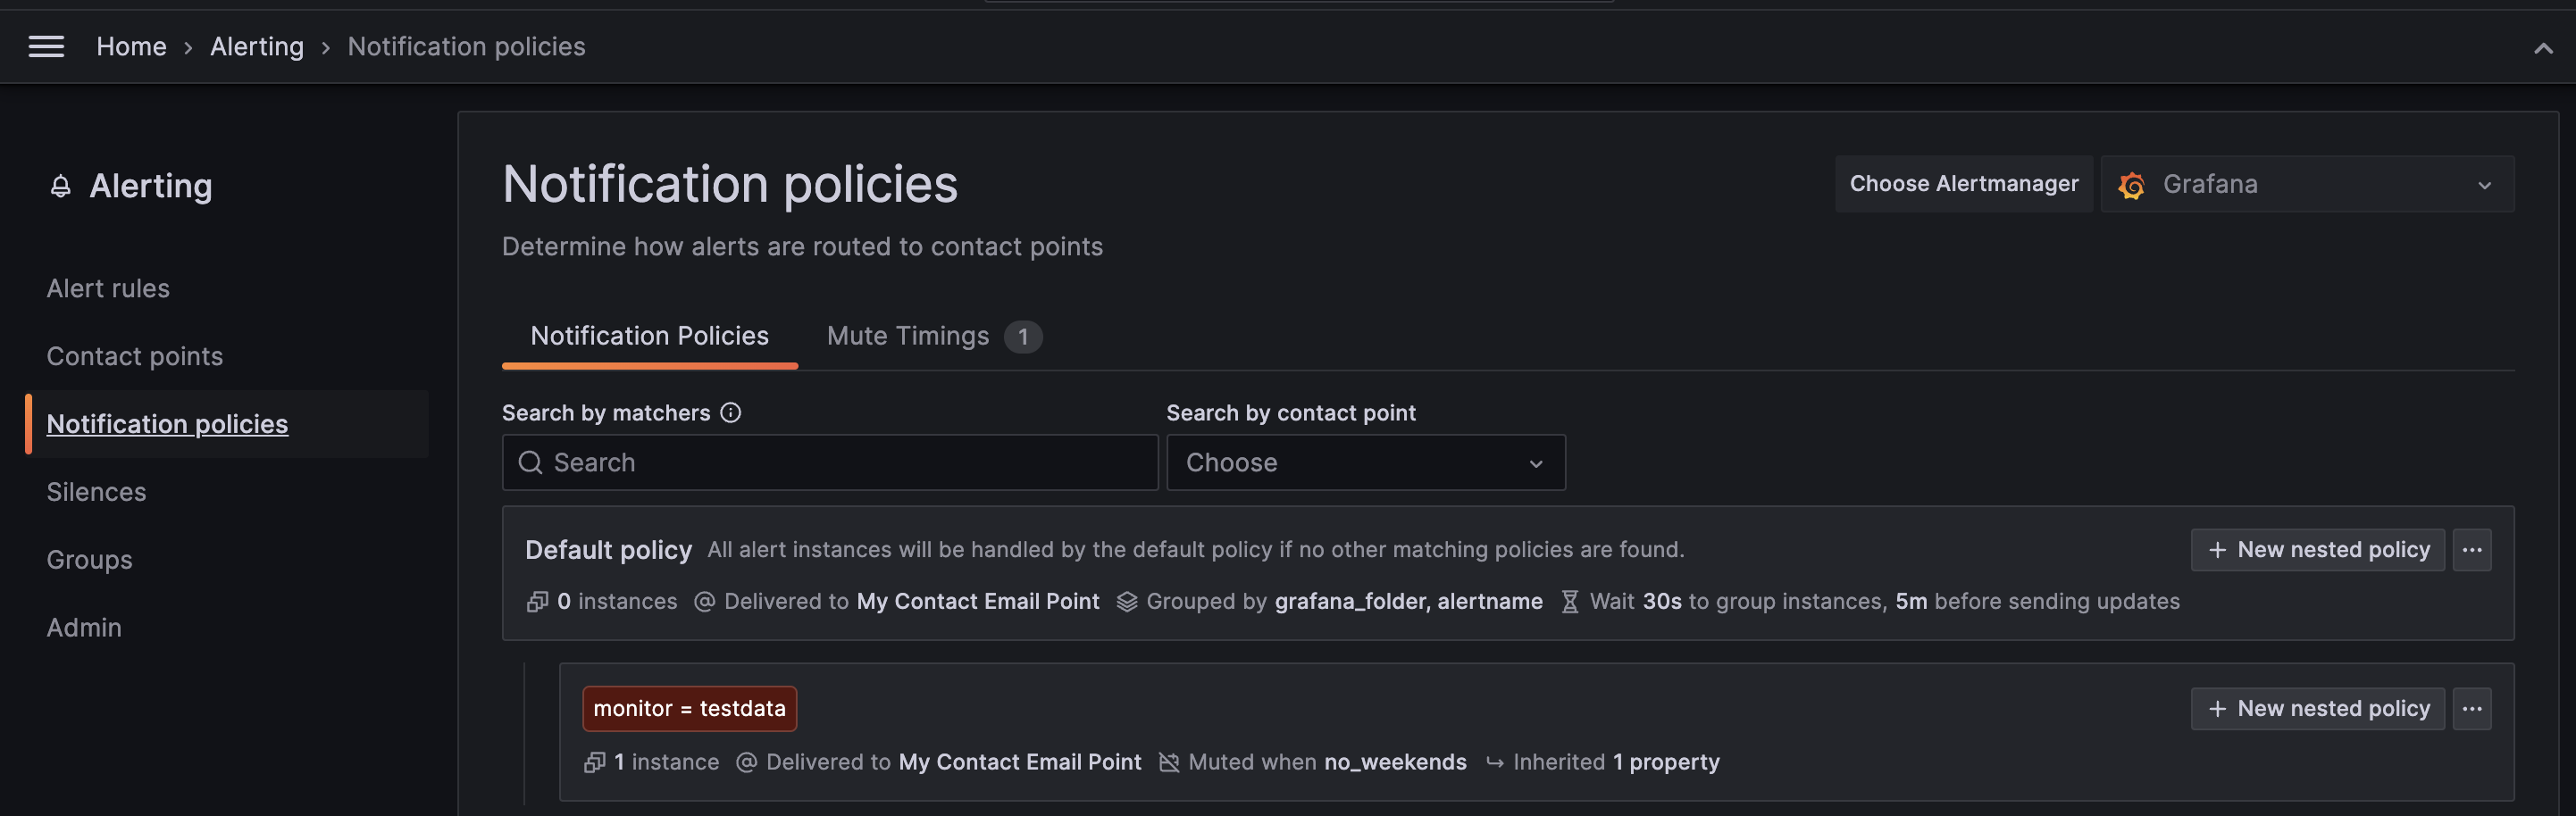 Home › Alerting › Notification policies
Alerting
Alert rules
Contact points
Notification policies
Silences
Groups
Admin
Notification policies
Choose Alertmanager Grafana
Determine how alerts are routed to contact points
Notification Policies Mute Timings 1
Search by matchers Search by contact point
Search Choose
Default policy All alert instances will be handled by the default policy if no other matching policies are found. + New nested policy ...
0 instances @ Delivered to My Contact Email Point Grouped by grafana_folder, alertname Wait 30s to group instances, 5m before sending updates
monitor = testdata + New nested policy ...
1 instance @ Delivered to My Contact Email Point Muted when no_weekends Inherited 1 property